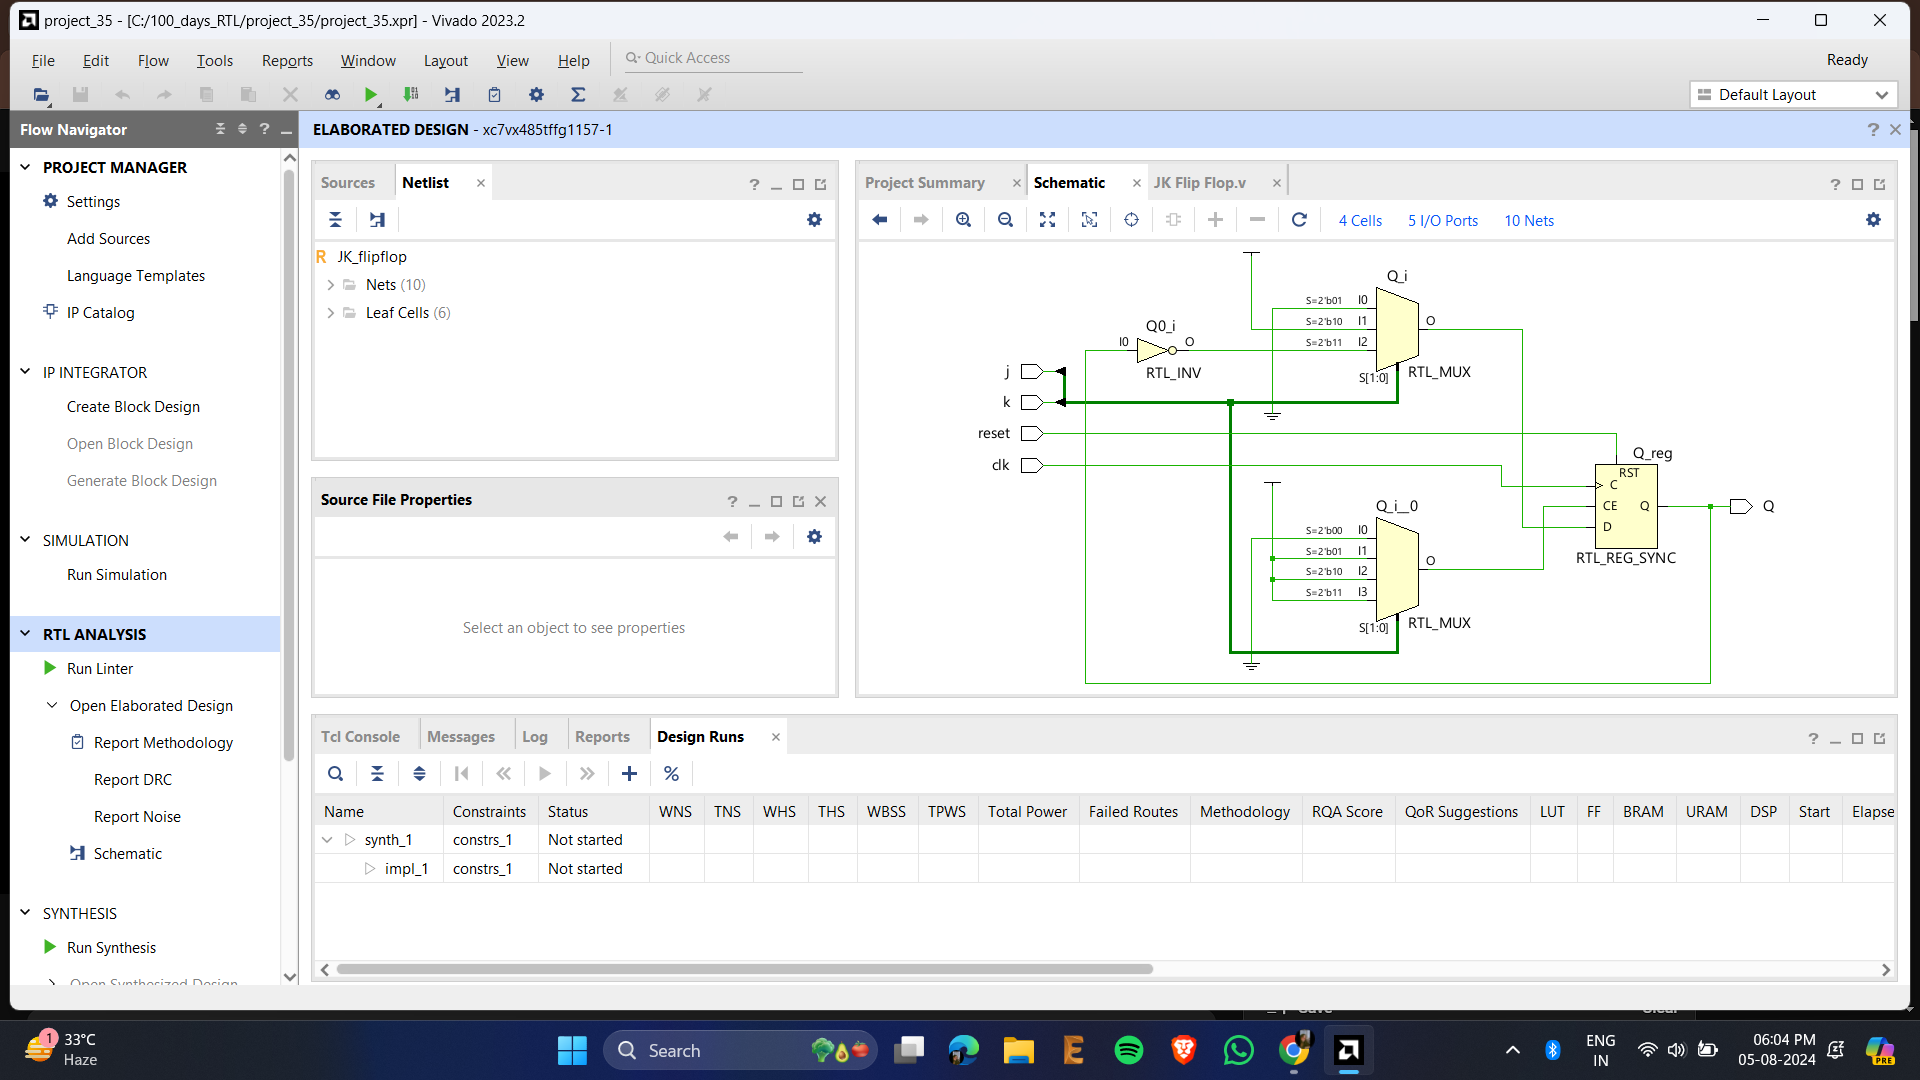 project_35 - [C:/100_days_RTL/project_35/project_35.xpr] - Vivado 2023.2
File Edit Flow Tools Reports Window Layout View Help Quick Access Ready
Default Layout
Flow Navigator
ELABORATED DESIGN - xc7vx485tffg1157-1
PROJECT MANAGER
Settings
Add Sources
Language Templates
IP Catalog
IP INTEGRATOR
Create Block Design
Open Block Design
Generate Block Design
SIMULATION
Run Simulation
RTL ANALYSIS
Run Linter
Open Elaborated Design
Report Methodology
Report DRC
Report Noise
Schematic
SYNTHESIS
Run Synthesis
Open Synthesized Design
Sources Netlist
R JK_flipflop
Nets (10)
Leaf Cells (6)
Source File Properties
Select an object to see properties
Project Summary Schematic JK Flip Flop.v
4 Cells 5 I/O Ports 10 Nets
Q_i
S=2'b01 I0
S=2'b10 I1 O
S=2'b11 I2
S[1:0] RTL_MUX
Q0_i
I0 O
RTL_INV
j
k
reset
clk
Q_reg
RST
C
CE Q
D
RTL_REG_SYNC
Q
Q_i__0
S=2'b00 I0
S=2'b01 I1
S=2'b10 I2 O
S=2'b11 I3
S[1:0] RTL_MUX
Tcl Console Messages Log Reports Design Runs
Name Constraints Status WNS TNS WHS THS WBSS TPWS Total Power Failed Routes Methodology RQA Score QoR Suggestions LUT FF BRAM URAM DSP Start Elapse
synth_1 constrs_1 Not started
impl_1 constrs_1 Not started
1
33°C
Haze
Search
ENG
IN
06:04 PM
05-08-2024
PRE